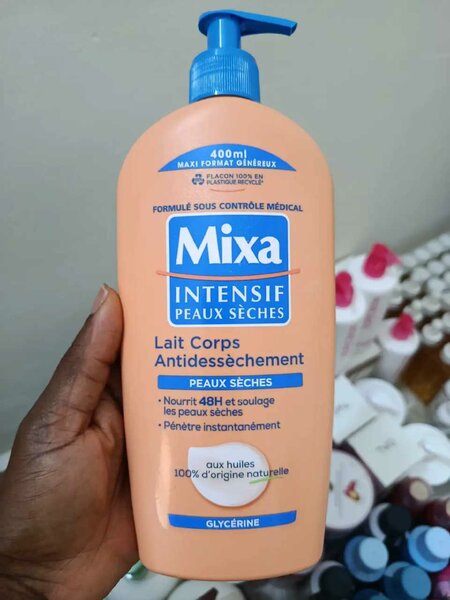 400ml
MAXI FORMAT GÉNÉREUX
FLACON 100% EN
PLASTIQUE RECYCLÉ*
FORMULÉ SOUS CONTRÔLE MÉDICAL
Mixa
INTENSIF
PEAUX SÈCHES
Lait Corps
Antidessèchement
PEAUX SÈCHES
• Nourrit 48H et soulage
les peaux sèches
• Pénètre instantanément
aux huiles
100% d'origine naturelle
GLYCÉRINE